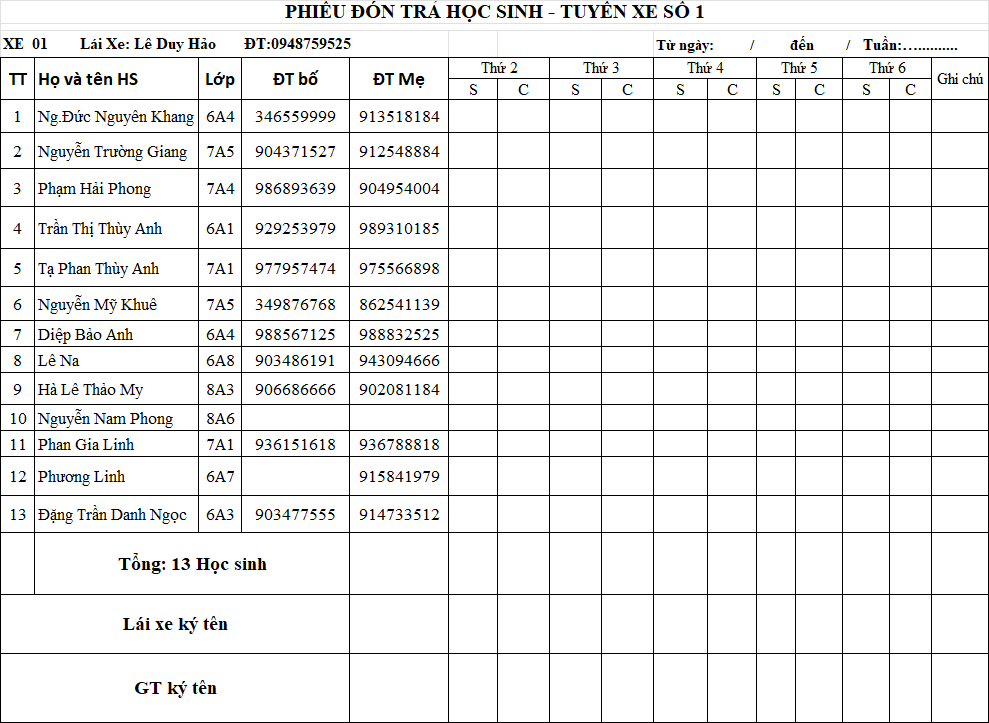 PHIẾU ĐÓN TRẢ HỌC SINH - TUYẾN XE SỐ 1
XE 01 Lái Xe: Lê Duy Hảo ĐT:0948759525 Từ ngày: / đến / Tuần:….........
TT Họ và tên HS Lớp ĐT bố ĐT Mẹ Thứ 2 Thứ 3 Thứ 4 Thứ 5 Thứ 6 Ghi chú
S C S C S C S C S C
1 Ng.Đức Nguyên Khang 6A4 346559999 913518184
2 Nguyễn Trường Giang 7A5 904371527 912548884
3 Phạm Hải Phong 7A4 986893639 904954004
4 Trần Thị Thùy Anh 6A1 929253979 989310185
5 Tạ Phan Thùy Anh 7A1 977957474 975566898
6 Nguyễn Mỹ Khuê 7A5 349876768 862541139
7 Diệp Bảo Anh 6A4 988567125 988832525
8 Lê Na 6A8 903486191 943094666
9 Hà Lê Thảo My 8A3 906686666 902081184
10 Nguyễn Nam Phong 8A6
11 Phan Gia Linh 7A1 936151618 936788818
12 Phương Linh 6A7 915841979
13 Đặng Trần Danh Ngọc 6A3 903477555 914733512
Tổng: 13 Học sinh
Lái xe ký tên
GT ký tên